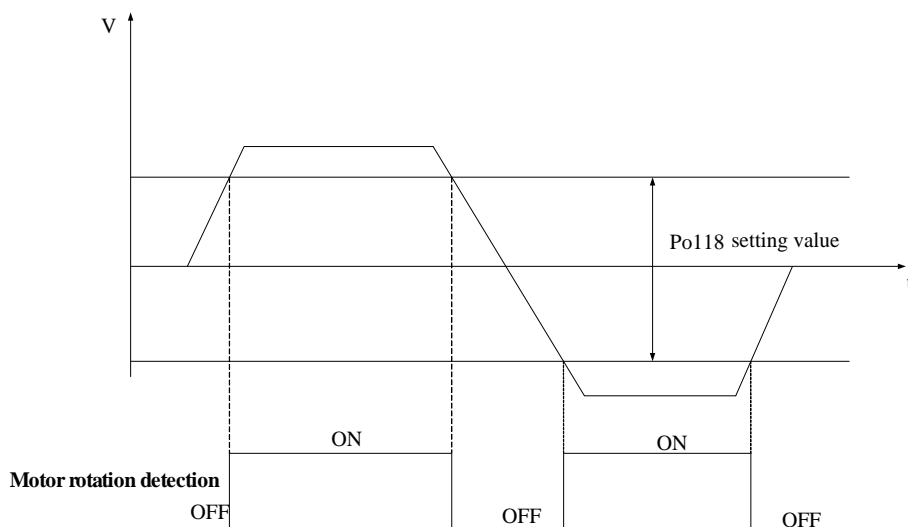 V
Po118 setting value
t
ON
ON
Motor rotation detection
OFF
OFF
OFF